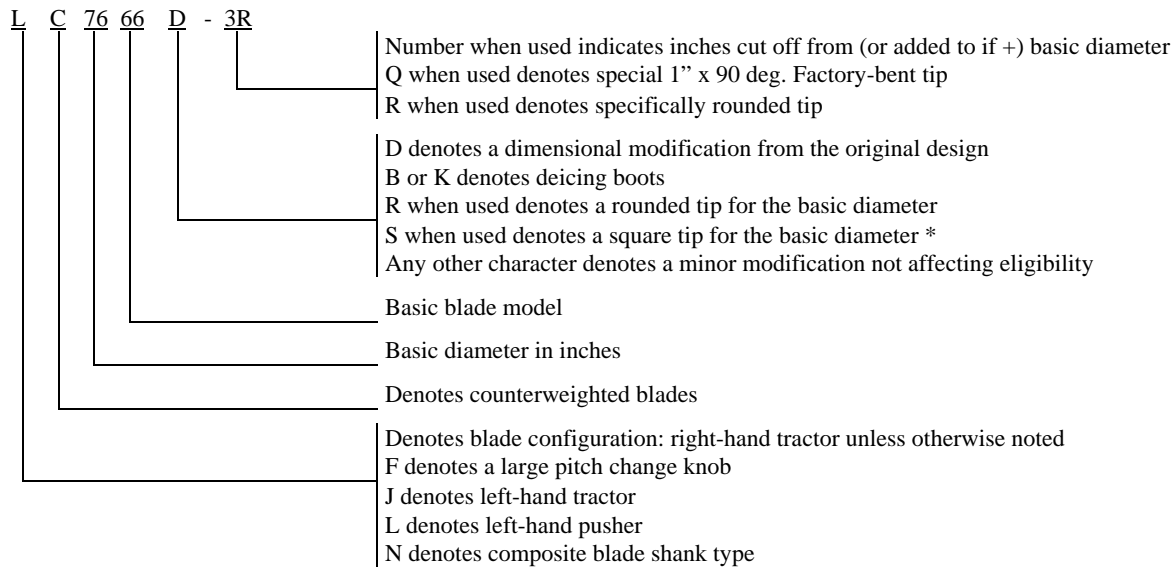 L C 76 66 D - 3R
Number when used indicates inches cut off from (or added to if +) basic diameter
Q when used denotes special 1” x 90 deg. Factory-bent tip
R when used denotes specifically rounded tip
D denotes a dimensional modification from the original design
B or K denotes deicing boots
R when used denotes a rounded tip for the basic diameter
S when used denotes a square tip for the basic diameter *
Any other character denotes a minor modification not affecting eligibility
Basic blade model
Basic diameter in inches
Denotes counterweighted blades
Denotes blade configuration: right-hand tractor unless otherwise noted
F denotes a large pitch change knob
J denotes left-hand tractor
L denotes left-hand pusher
N denotes composite blade shank type